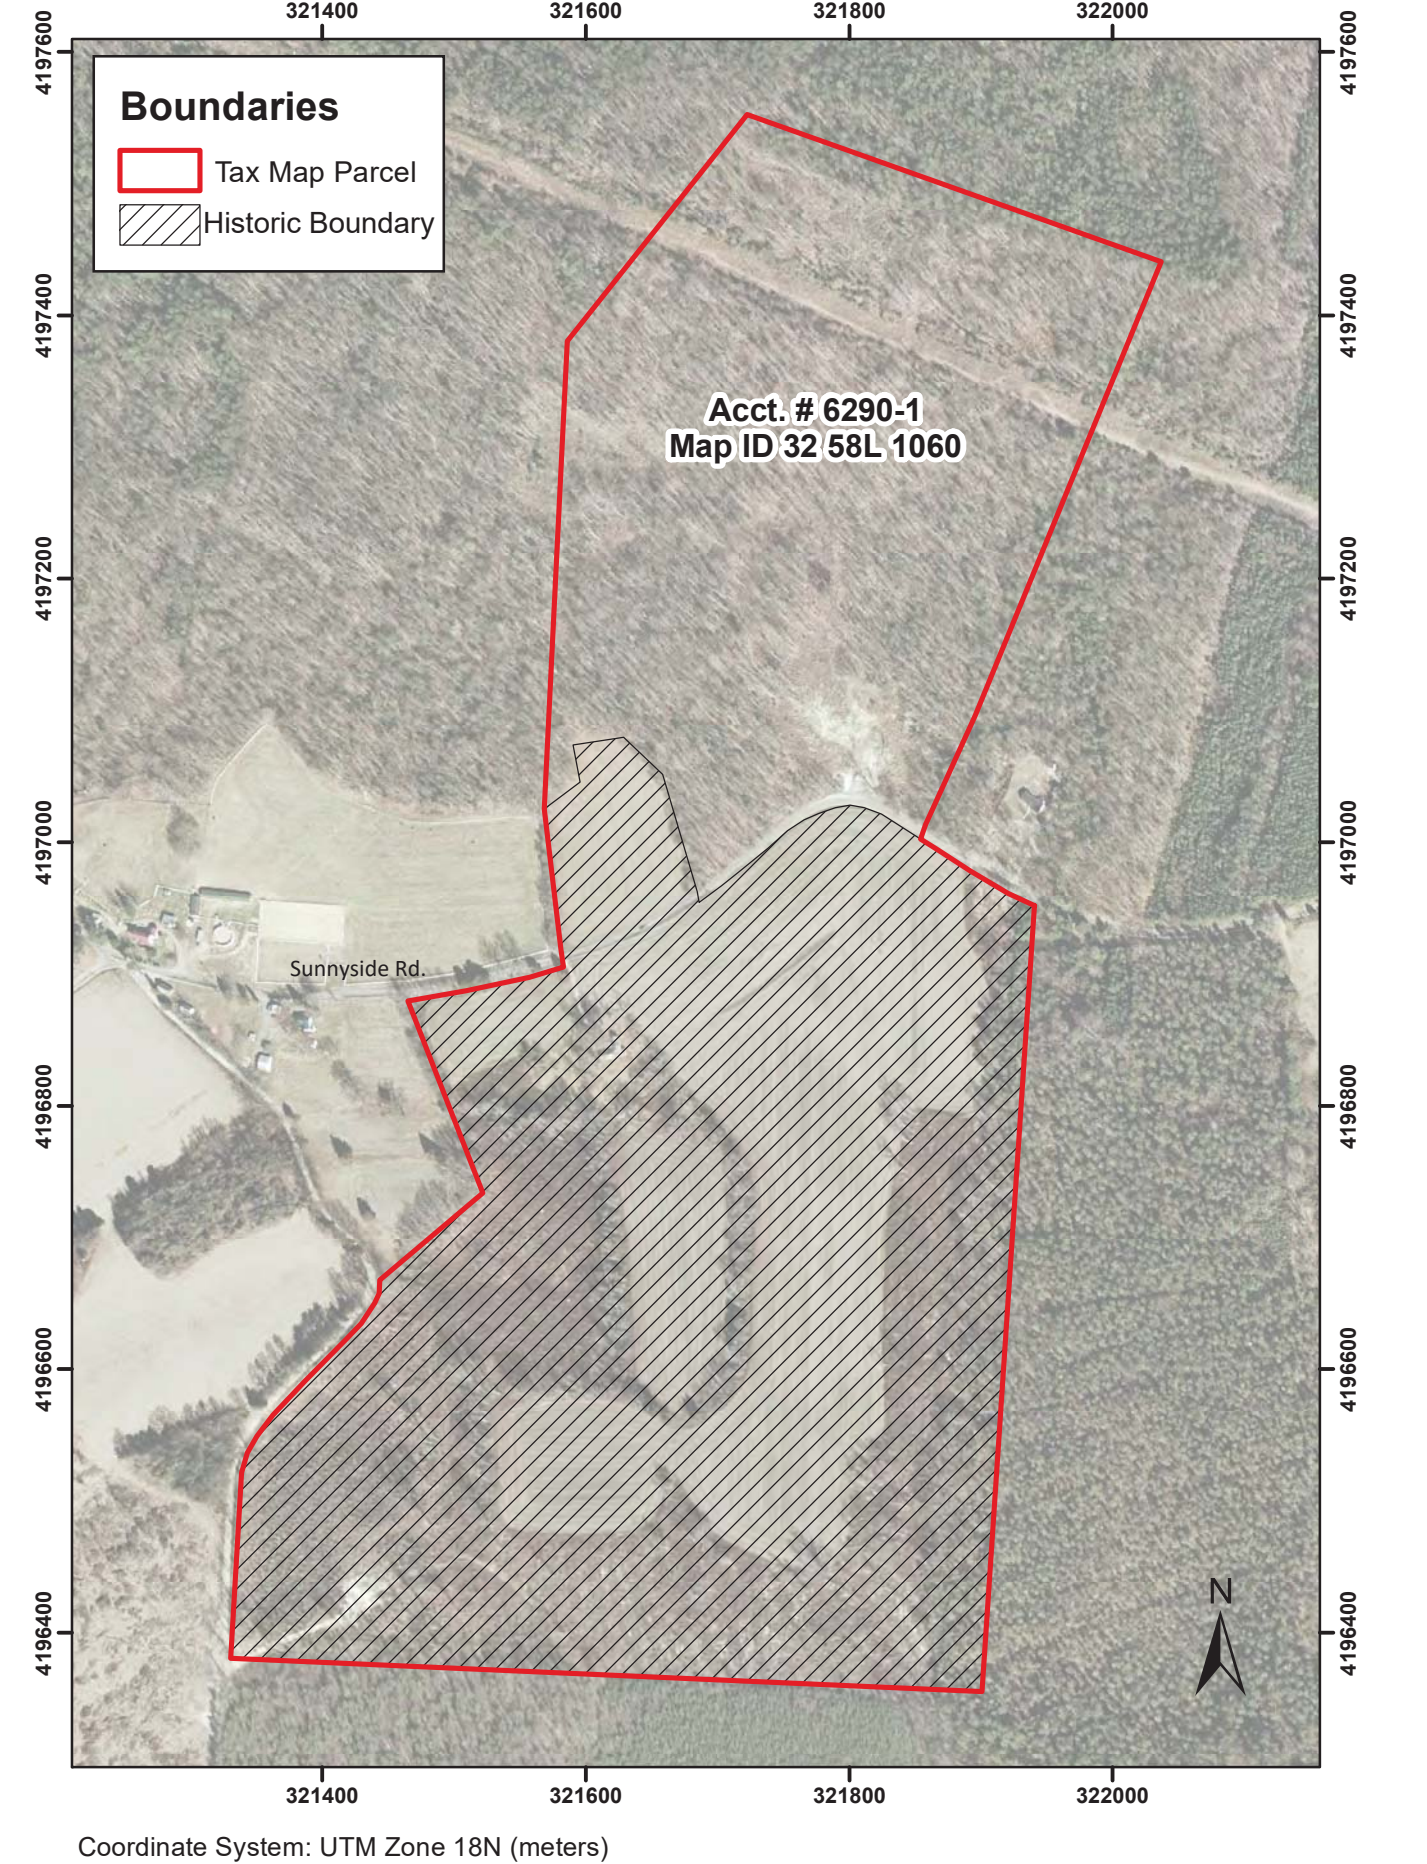 321400 321600 321800 322000
4197600 4197600
Boundaries
Tax Map Parcel
Historic Boundary
4197400 4197400
Acct. # 6290-1
Map ID 32 58L 1060
4197200 4197200
4197000 4197000
Sunnyside Rd.
4196800 4196800
4196600 4196600
N
4196400 4196400
321400 321600 321800 322000
Coordinate System: UTM Zone 18N (meters)